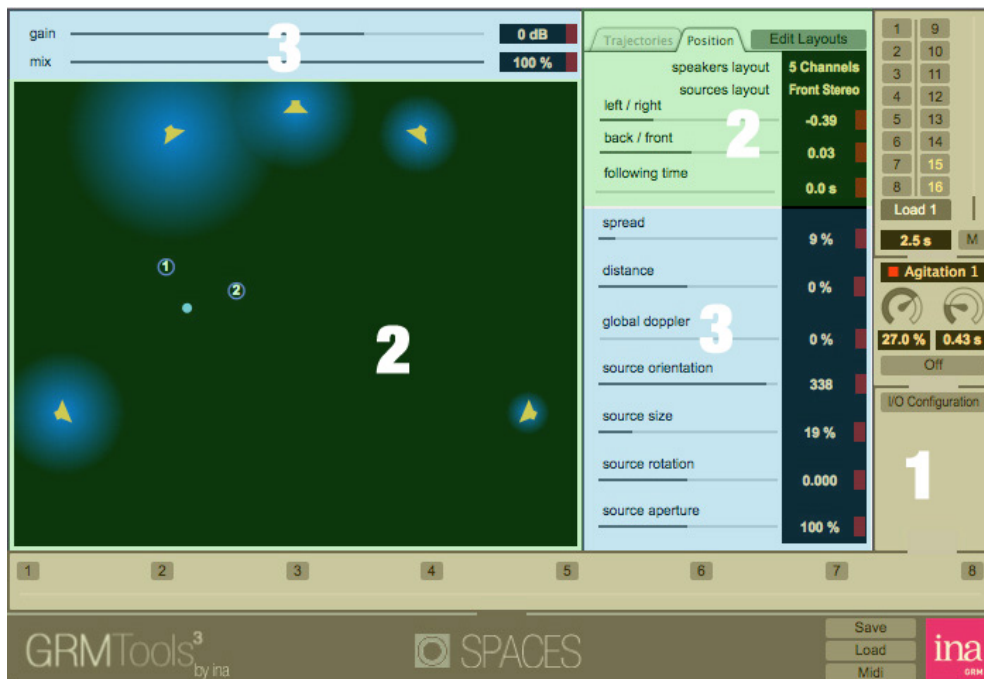 gain 0 dB
mix 100 %
3
1
2
2
Trajectories Position Edit Layouts
speakers layout 5 Channels
sources layout Front Stereo
left / right -0.39
back / front 0.03
following time 0.0 s
2
spread 9 %
distance 0 %
global doppler 0 %
source orientation 338
source size 19 %
source rotation 0.000
source aperture 100 %
3
1 9
2 10
3 11
4 12
5 13
6 14
7 15
8 16
Load 1
2.5 s M
Agitation 1
27.0 % 0.43 s
Off
I/O Configuration
1
1 2 3 4 5 6 7 8
GRMTools3
by ina
SPACES
Save
Load
Midi
ina
GRM